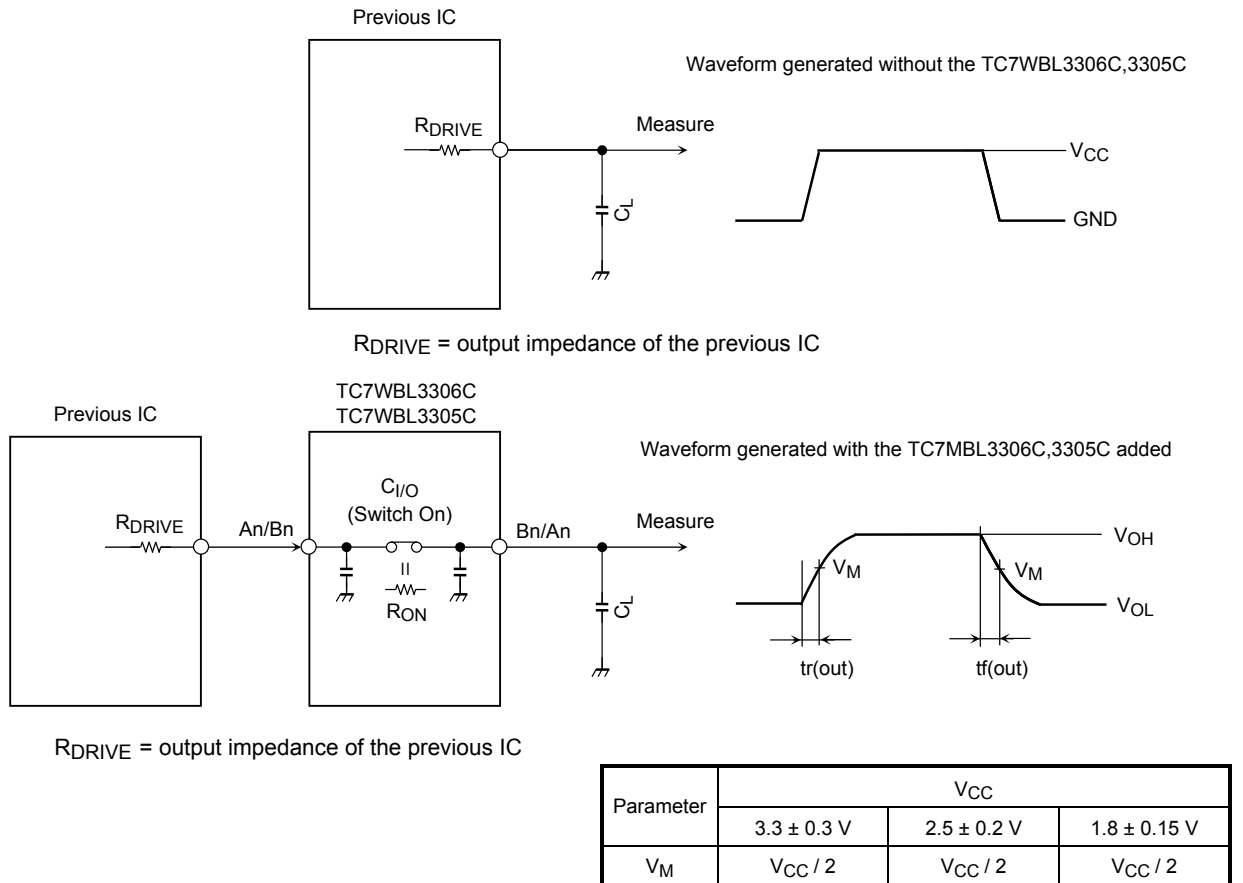 Previous IC
Waveform generated without the TC7WBL3306C,3305C
RDRIVE
Measure
VCC
CL
GND
RDRIVE = output impedance of the previous IC
TC7WBL3306C
TC7WBL3305C
Previous IC
Waveform generated with the TC7MBL3306C,3305C added
CI/O
(Switch On)
RDRIVE
An/Bn
Bn/An
Measure
VOH
VM
VM
RON
CL
VOL
tr(out)
tf(out)
RDRIVE = output impedance of the previous IC
Parameter
VCC
3.3 ± 0.3 V
2.5 ± 0.2 V
1.8 ± 0.15 V
VM
VCC / 2
VCC / 2
VCC / 2